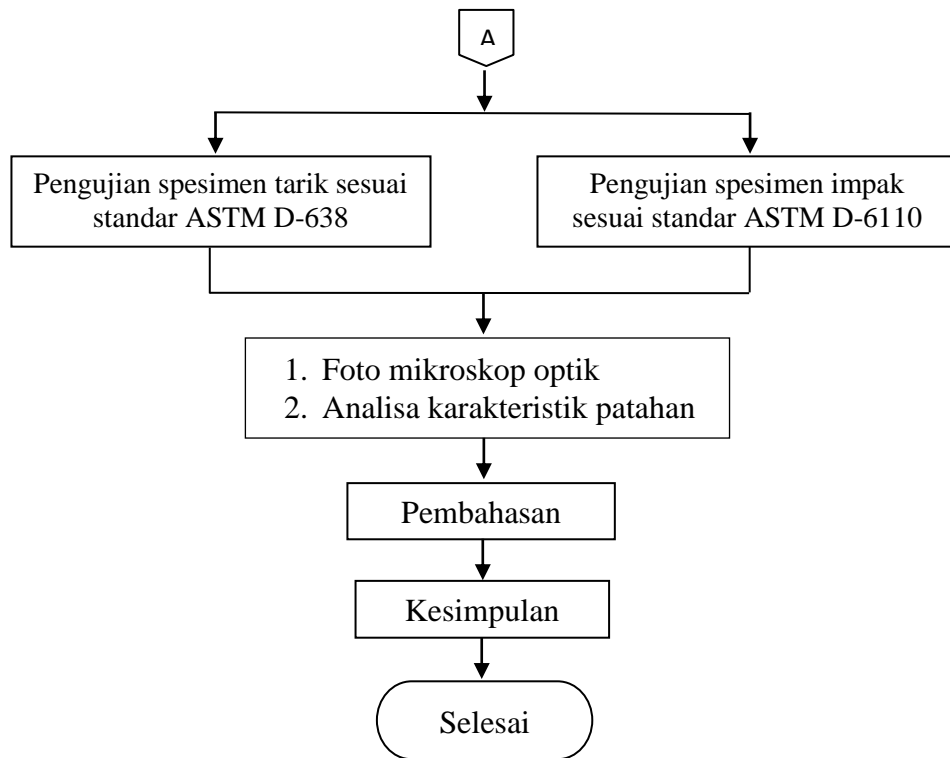 A
Pengujian spesimen tarik sesuai
standar ASTM D-638
Pengujian spesimen impak
sesuai standar ASTM D-6110
1. Foto mikroskop optik
2. Analisa karakteristik patahan
Pembahasan
Kesimpulan
Selesai